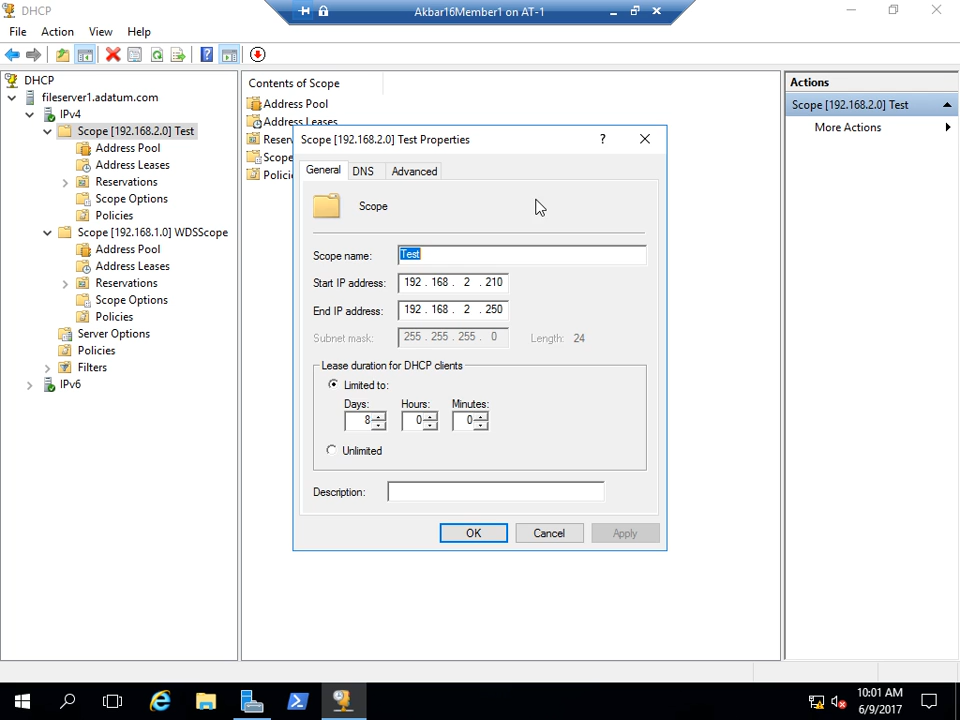 DHCP
Akbar16Member1 on AT-1
File Action View Help
DHCP
fileserver1.adatum.com
IPv4
Scope [192.168.2.0] Test
Address Pool
Address Leases
Reservations
Scope Options
Policies
Scope [192.168.1.0] WDSScope
Address Pool
Address Leases
Reservations
Scope Options
Policies
Server Options
Policies
Filters
IPv6
Contents of Scope
Address Pool
Address Leases
Reserv
Scope
Policie
Scope [192.168.2.0] Test Properties
?
General DNS Advanced
Scope
Scope name: Test
Start IP address: 192 . 168 . 2 . 210
End IP address: 192 . 168 . 2 . 250
Subnet mask: 255 . 255 . 255 . 0 Length: 24
Lease duration for DHCP clients
Limited to:
Days: Hours: Minutes:
8 0 0
Unlimited
Description:
OK Cancel Apply
Actions
Scope [192.168.2.0] Test
More Actions
10:01 AM
6/9/2017